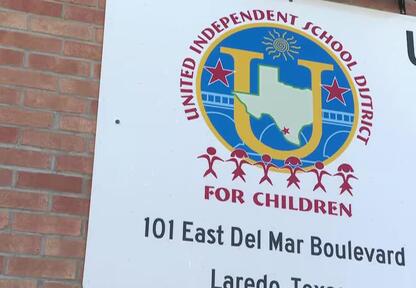 UNITED INDEPENDENT SCHOOL DISTRICT
U
FOR CHILDREN
101 East Del Mar Boulevard
Laredo, Texas